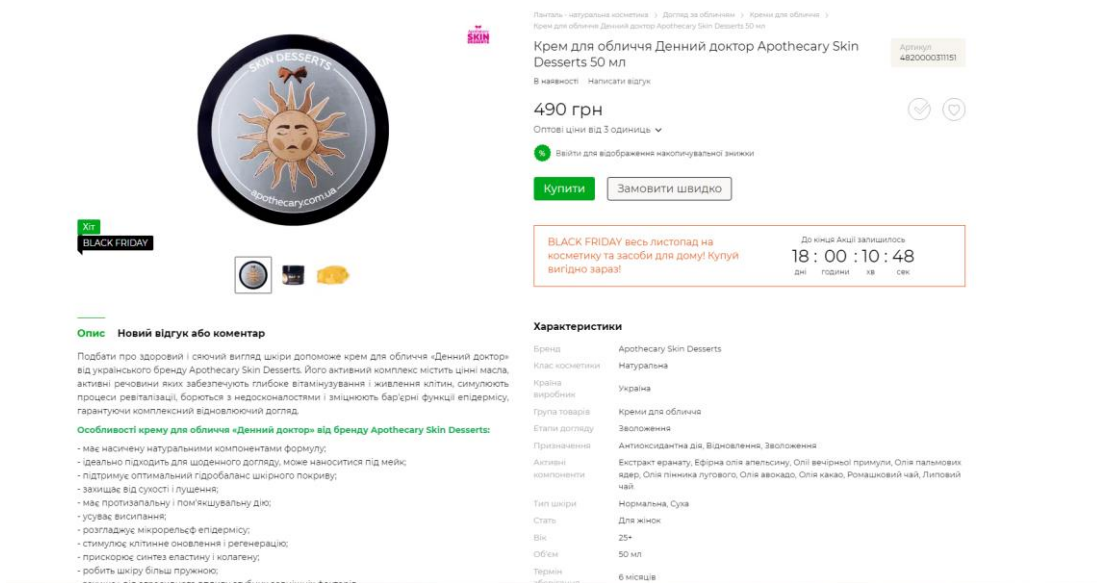 Ланталь - натуральна косметика > Догляд за обличчям > Креми для обличчя >
Крем для обличчя Денний доктор Apothecary Skin Desserts 50 мл
SKIN
DESSERTS
SKIN DESSERTS
apothecary.com.ua
Хіт
BLACK FRIDAY
Крем для обличчя Денний доктор Apothecary Skin
Desserts 50 мл
Артикул
4820000311151
В наявності Написати відгук
490 грн
Оптові ціни від 3 одиниць
% Ввійти для відображення накопичувальної знижки
Купити Замовити швидко
BLACK FRIDAY весь листопад на
косметику та засоби для дому! Купуй
вигідно зараз!
До кінця Акції залишилось
18 : 00 : 10 : 48
дні години хв сек
Опис Новий відгук або коментар
Подбати про здоровий і сяючий вигляд шкіри допоможе крем для обличчя «Денний доктор»
від українського бренду Apothecary Skin Desserts. Його активний комплекс містить цінні масла,
активні речовини яких забезпечують глибоке вітамінузування і живлення клітин, симулюють
процеси ревіталізації, борються з недосконалостями і зміцнюють бар'єрні функції епідермісу,
гарантуючи комплексний відновлюючий догляд.
Особливості крему для обличчя «Денний доктор» від бренду Apothecary Skin Desserts:
- має насичену натуральними компонентами формулу;
- ідеально підходить для щоденного догляду, може наноситися під мейк;
- підтримує оптимальний гідробаланс шкірного покриву;
- захищає від сухості і лущення;
- має протизапальну і пом'якшувальну дію;
- усуває висипання;
- розгладжує мікрорельєф епідермісу;
- стимулює клітинне оновлення і регенерацію;
- прискорює синтез еластину і колагену;
- робить шкіру більш пружною;
Характеристики
Бренд Apothecary Skin Desserts
Клас косметики Натуральна
Країна
виробник Україна
Група товарів Креми для обличчя
Етапи догляду Зволоження
Призначення Антиоксидантна дія, Відновлення, Зволоження
Активні
компоненти Екстракт гранату, Ефірна олія апельсину, Олії вечірньої примули, Олія пальмових
ядер, Олія пінника лугового, Олія авокадо, Олія какао, Ромашковий чай, Липовий
чай.
Тип шкіри Нормальна, Суха
Стать Для жінок
Вік 25+
Об'єм 50 мл
Термін
6 місяців